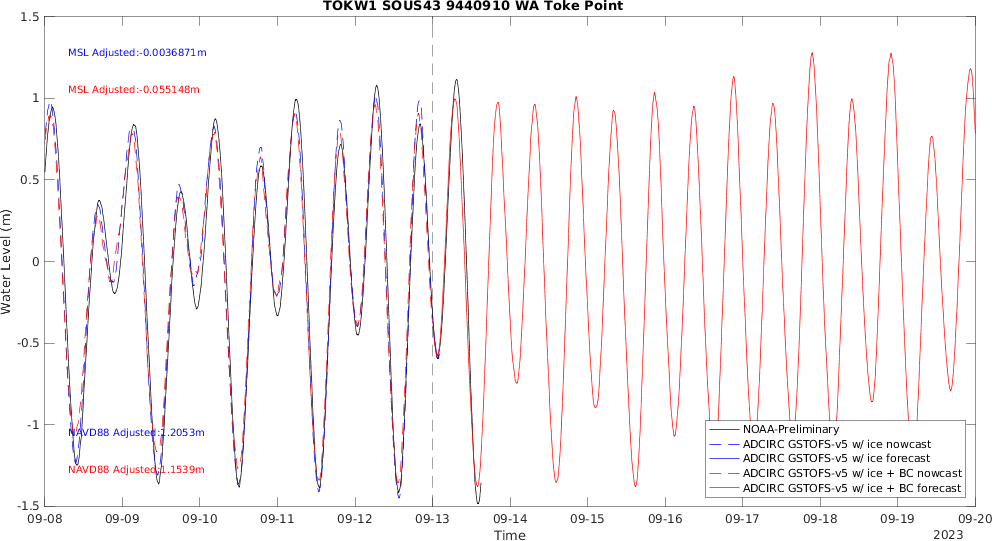 TOKW1 SOUS43 9440910 WA Toke Point
MSL Adjusted:-0.0036871m
MSL Adjusted:-0.055148m
NAVD88 Adjusted:1.2053m
NAVD88 Adjusted:1.1539m
Water Level (m)
1.5
1
0.5
0
-0.5
-1
-1.5
NOAA-Preliminary
ADCIRC GSTOFS-v5 w/ ice nowcast
ADCIRC GSTOFS-v5 w/ ice forecast
ADCIRC GSTOFS-v5 w/ ice + BC nowcast
ADCIRC GSTOFS-v5 w/ ice + BC forecast
09-08 09-09 09-10 09-11 09-12 09-13 09-14 09-15 09-16 09-17 09-18 09-19 09-20
Time
2023